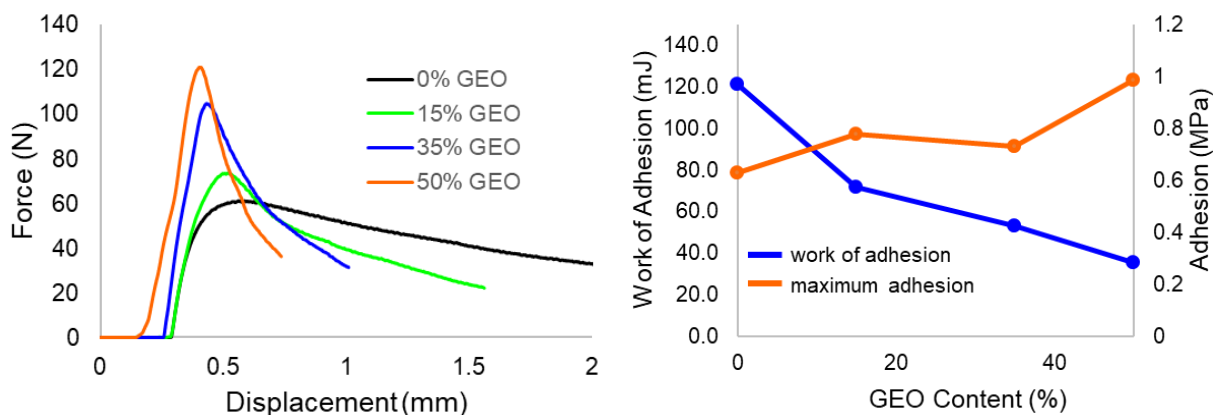 140
120
100
80
60
40
20
0
Force (N)
0
0.5
1
1.5
2
Displacement (mm)
0% GEO
15% GEO
35% GEO
50% GEO
140.0
120.0
100.0
80.0
60.0
40.0
20.0
0.0
Work of Adhesion (mJ)
work of adhesion
maximum adhesion
0
20
40
GEO Content (%)
1.2
1
0.8
0.6
0.4
0.2
0
Adhesion (MPa)